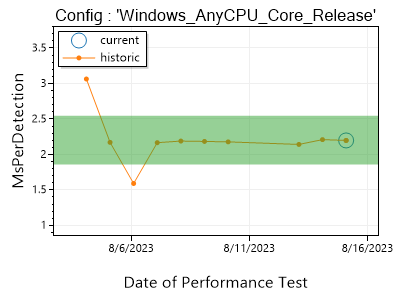 Config : 'Windows_AnyCPU_Core_Release'
current
historic
3.5
3
2.5
2
1.5
1
MsPerDetection
8/6/2023
8/11/2023
8/16/2023
Date of Performance Test